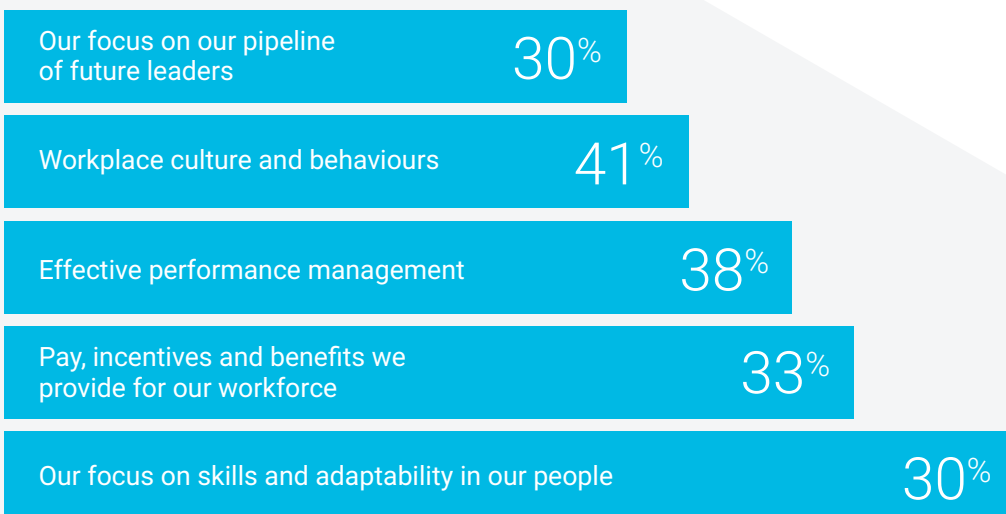 Our focus on our pipeline
of future leaders
30%
Workplace culture and behaviours
41%
Effective performance management
38%
Pay, incentives and benefits we
provide for our workforce
33%
Our focus on skills and adaptability in our people
30%